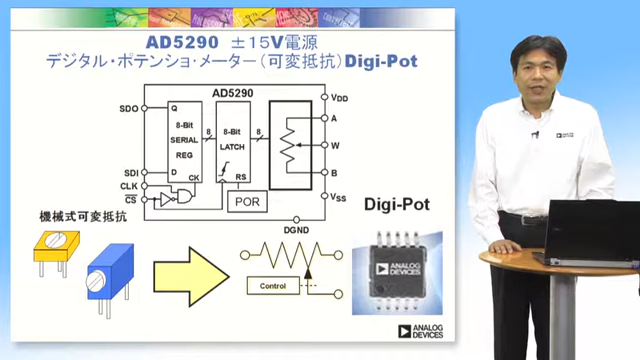 AD5290 ±15V電源
デジタル・ポテンショ・メーター(可変抵抗)Digi-Pot
AD5290
SDO
Q
8-Bit
SERIAL
REG
D
CK
8
8-Bit
LATCH
RS
8
VDD
A
W
B
VSS
SDI
CLK
CS
POR
DGND
機械式可変抵抗
Digi-Pot
Control
ANALOG
DEVICES
ANALOG
DEVICES
ANALOG
DEVICES